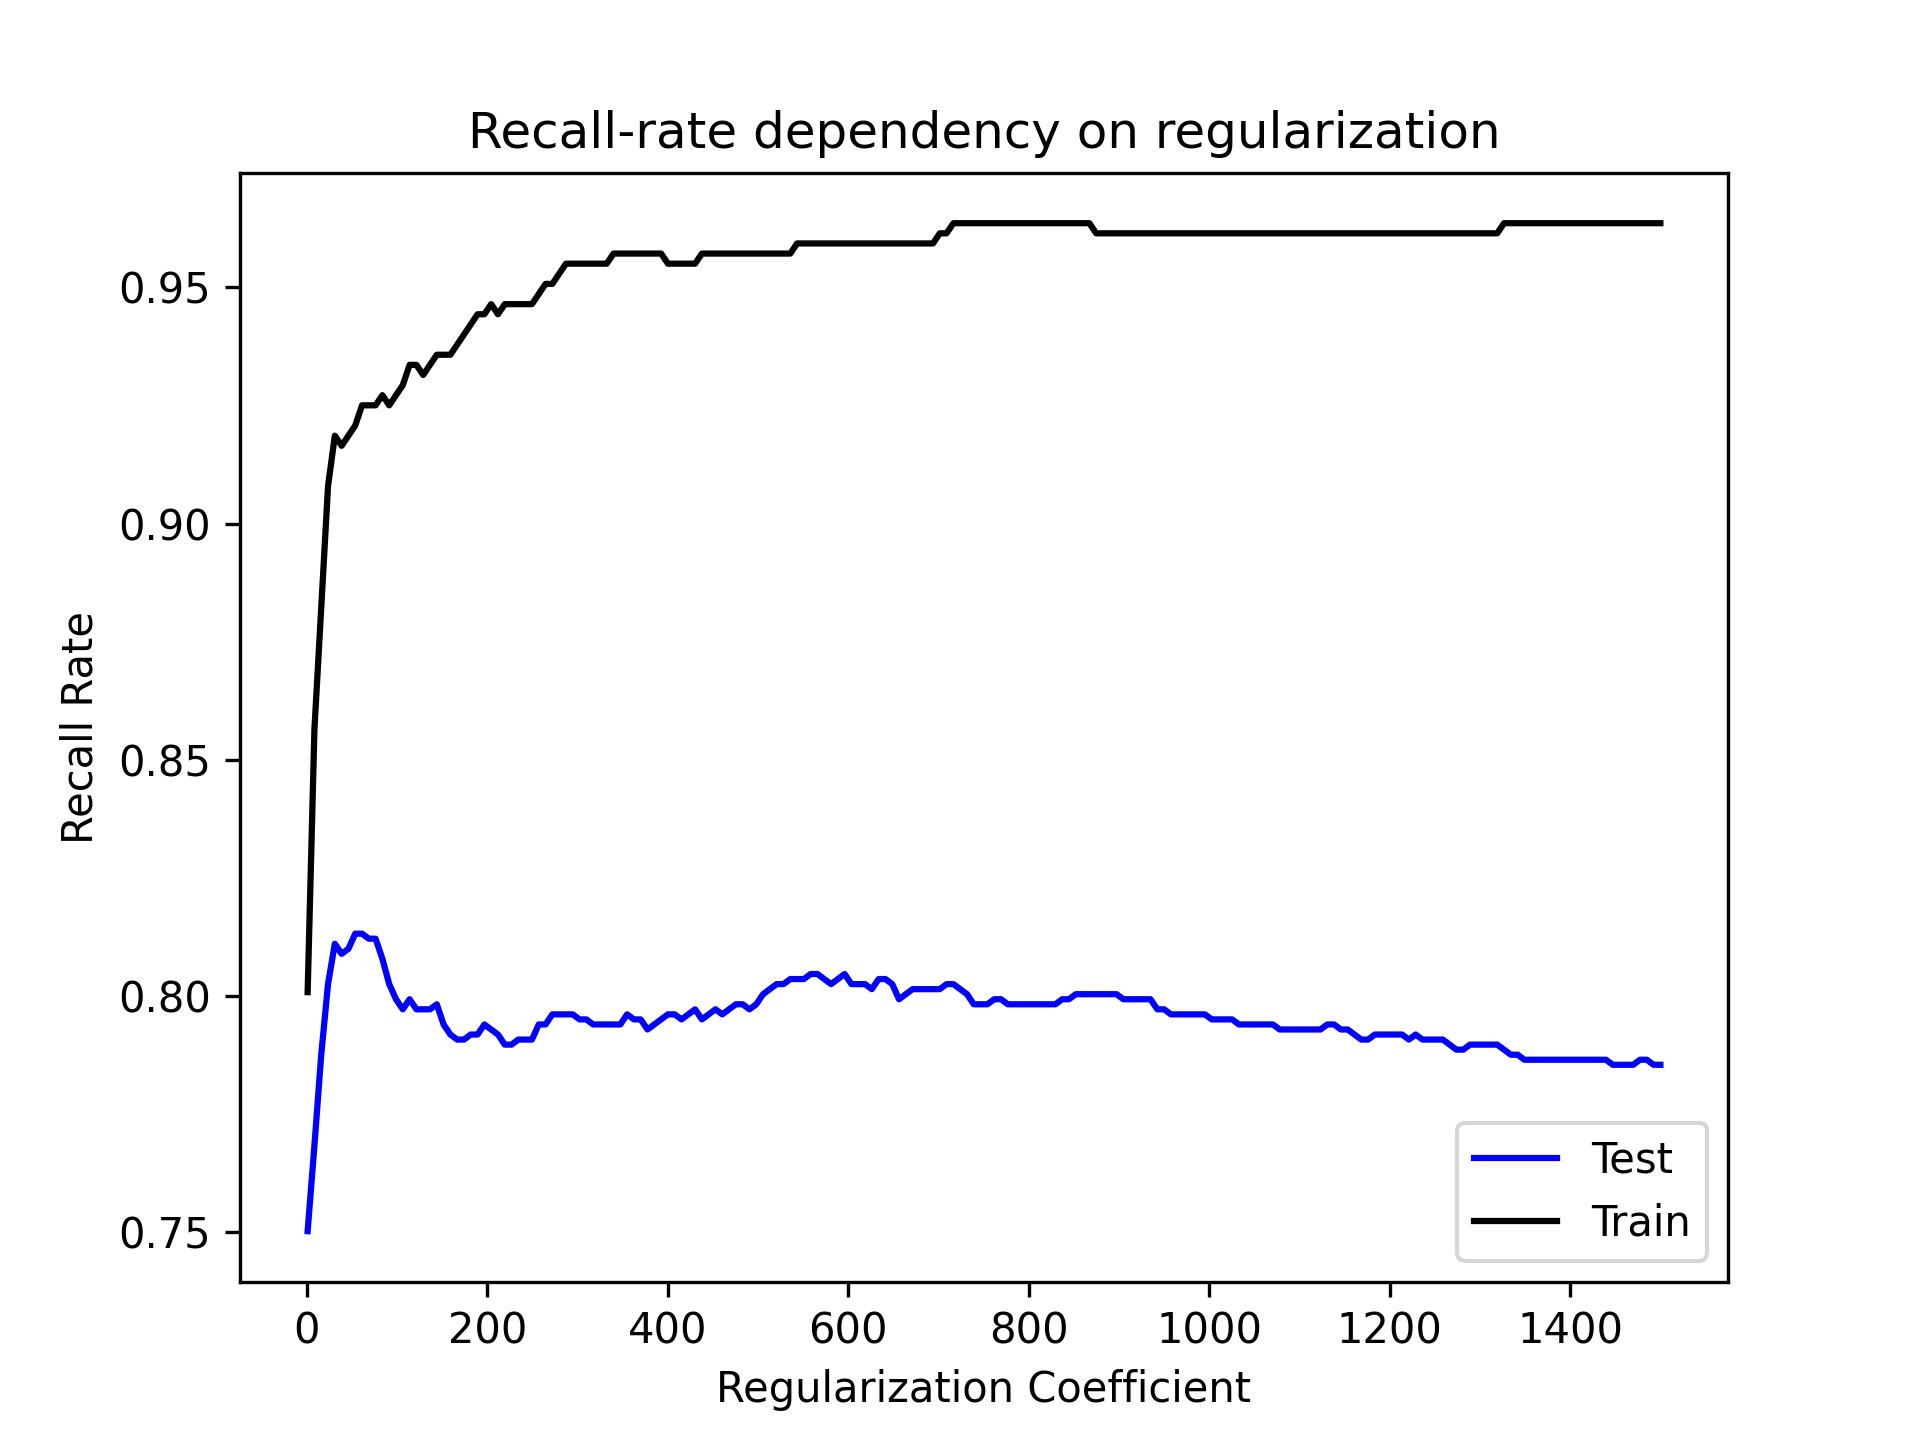 Recall-rate dependency on regularization
Recall Rate
0.95
0.90
0.85
0.80
0.75
0 200 400 600 800 1000 1200 1400
Regularization Coefficient
Test
Train